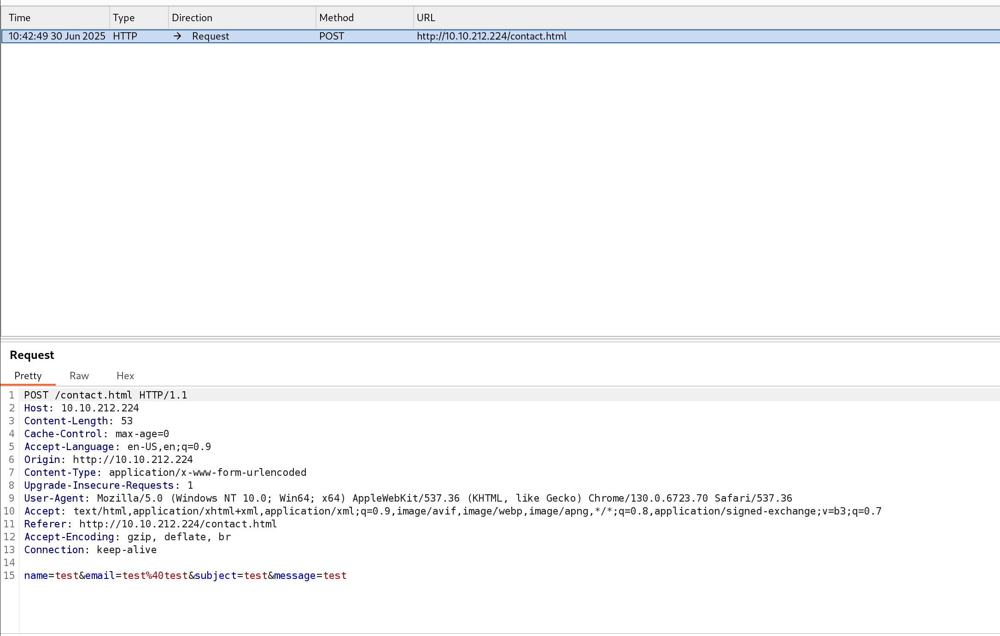 Time Type Direction Method URL
10:42:49 30 Jun 2025 HTTP → Request POST http://10.10.212.224/contact.html
Request
Pretty Raw Hex
1 POST /contact.html HTTP/1.1
2 Host: 10.10.212.224
3 Content-Length: 53
4 Cache-Control: max-age=0
5 Accept-Language: en-US,en;q=0.9
6 Origin: http://10.10.212.224
7 Content-Type: application/x-www-form-urlencoded
8 Upgrade-Insecure-Requests: 1
9 User-Agent: Mozilla/5.0 (Windows NT 10.0; Win64; x64) AppleWebKit/537.36 (KHTML, like Gecko) Chrome/130.0.6723.70 Safari/537.36
10 Accept: text/html,application/xhtml+xml,application/xml;q=0.9,image/avif,image/webp,image/apng,*/*;q=0.8,application/signed-exchange;v=b3;q=0.7
11 Referer: http://10.10.212.224/contact.html
12 Accept-Encoding: gzip, deflate, br
13 Connection: keep-alive
14
15 name=test&email=test%40test&subject=test&message=test